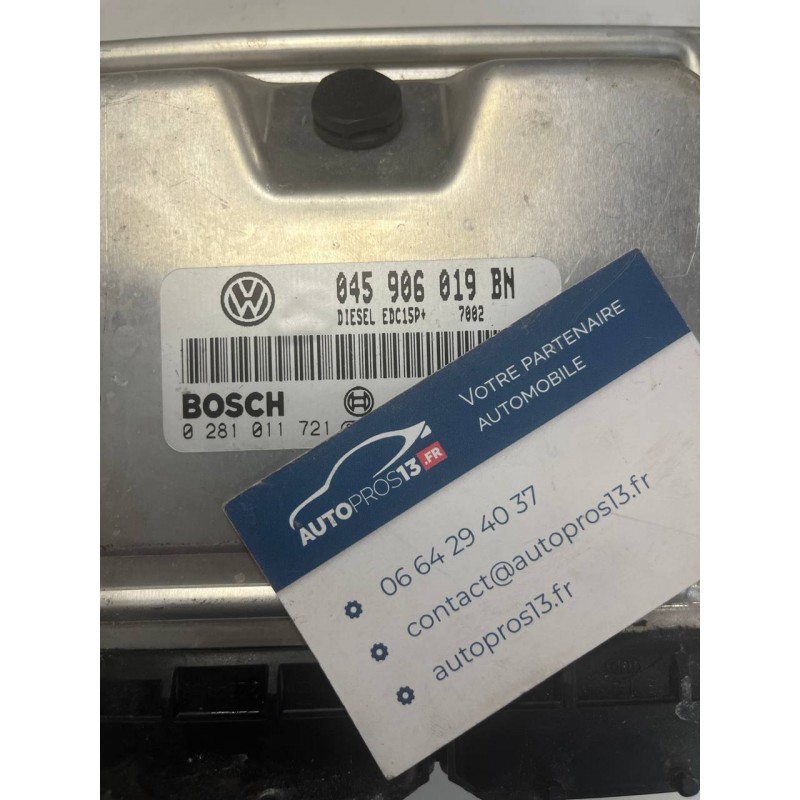 045 906 019 BN
DIESEL EDC15P+ 7002
BOSCH
0 281 011 721
VOTRE PARTENAIRE
AUTOMOBILE
AUTOPROS13.FR
06 64 29 40 37
contact@autopros13.fr
autopros13.fr